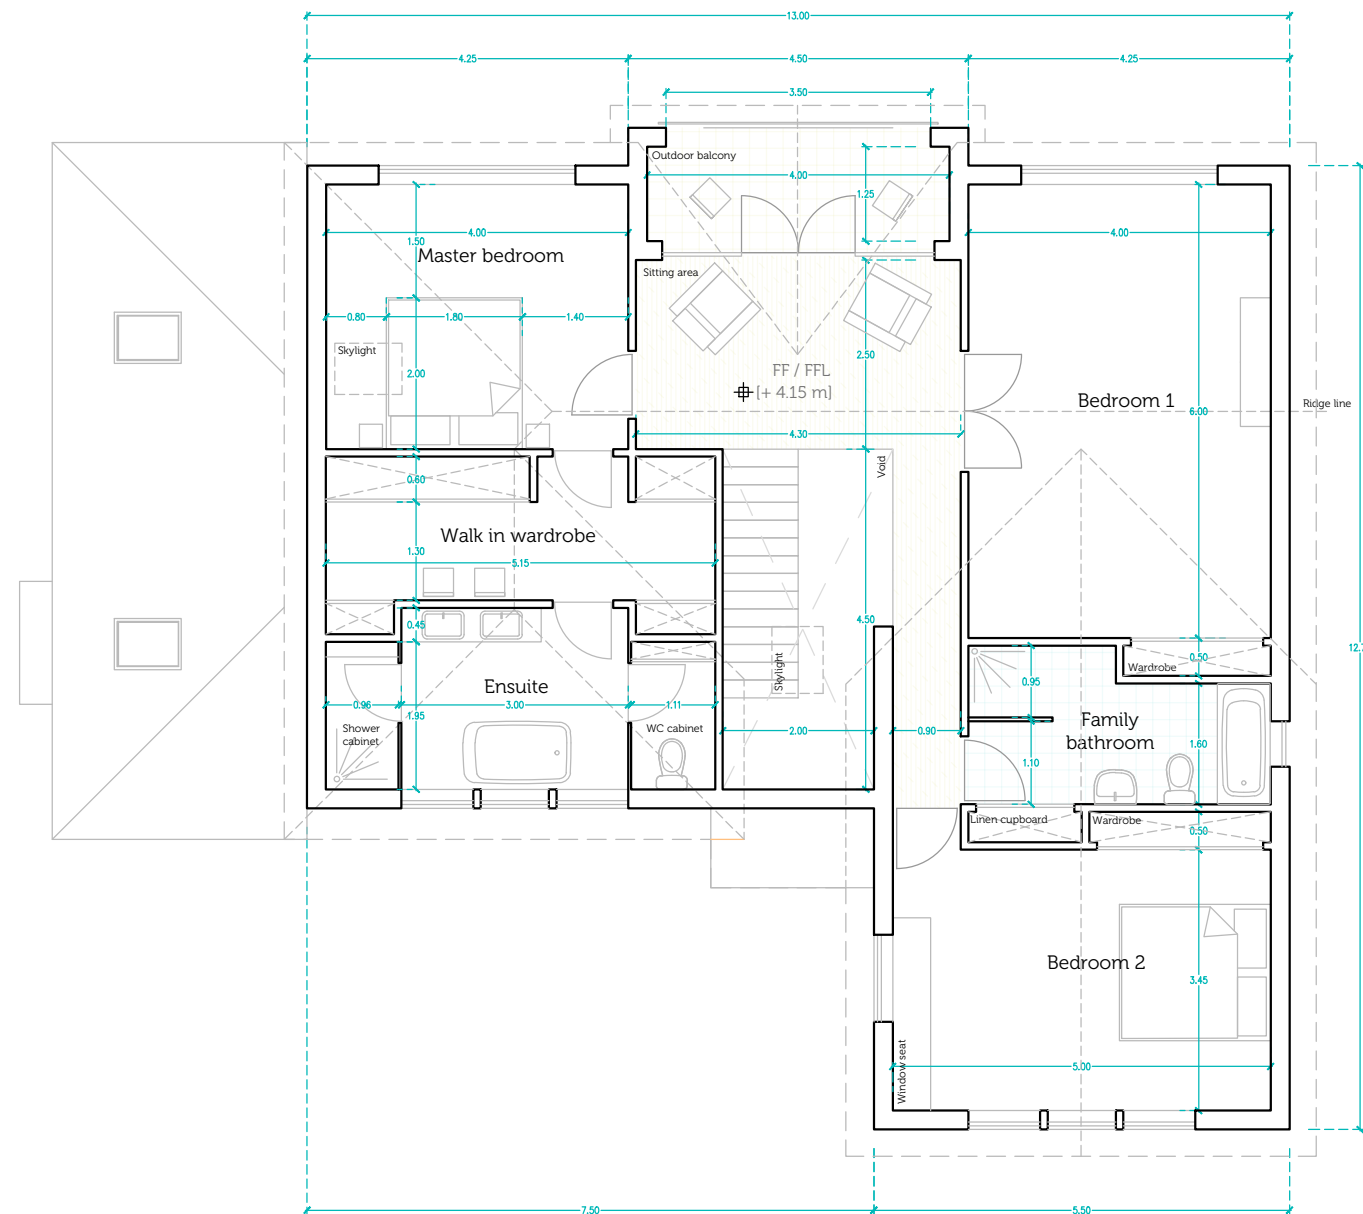 13.00
4.25
4.50
4.25
3.50
Outdoor balcony
4.00
1.25
4.00
1.50
Master bedroom
4.00
Sitting area
0.80
1.80
1.40
Skylight
2.00
2.50
FF / FFL
[+ 4.15 m]
Bedroom 1
Ridge line
6.00
4.30
Void
0.60
Walk in wardrobe
1.30
5.15
0.45
4.50
Skylight
Ensuite
0.96
3.00
1.11
1.95
Shower
cabinet
WC cabinet
2.00
0.90
0.95
0.50
Wardrobe
Family
bathroom
1.60
1.10
Linen cupboard
Wardrobe
0.50
Bedroom 2
3.45
Window seat
5.00
7.50
5.50